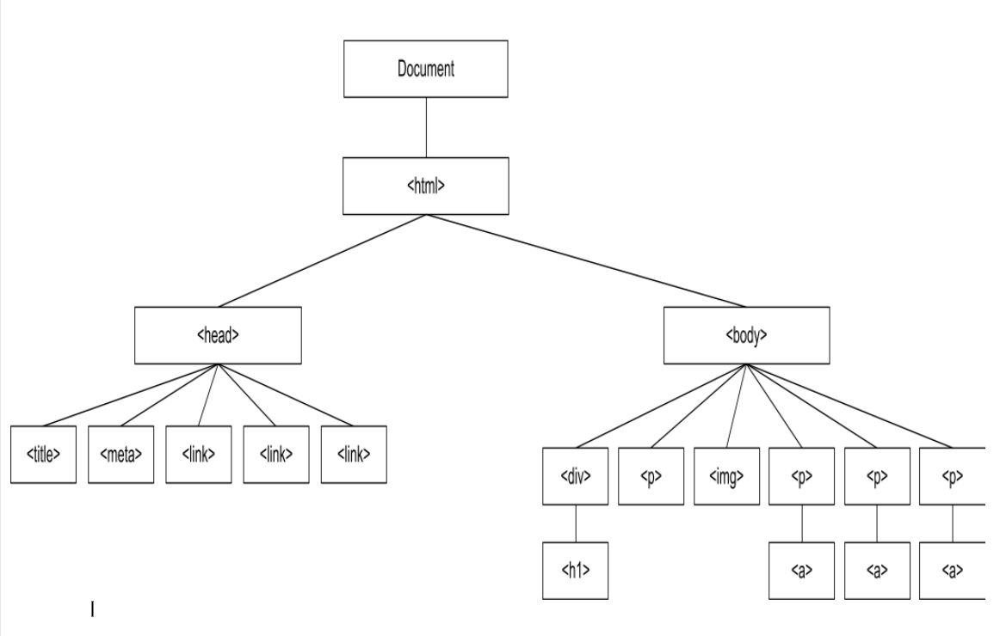 Document
<html>
<head>
<body>
<title> <meta> <link> <link> <link>
<div> <p> <img> <p> <p> <p>
<h1> <a> <a> <a>